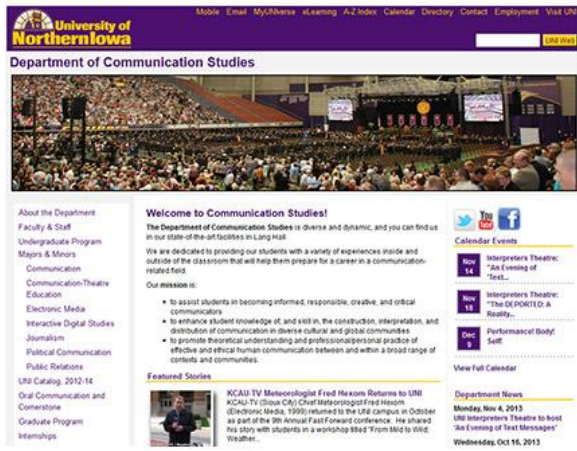 University of
Northern Iowa
Mobile Email MyUNIverse eLearning A-Z Index Calendar Directory Contact Employment Visit UNI
UNI Web
Department of Communication Studies
About the Department
Faculty & Staff
Undergraduate Program
Majors & Minors
Communication
Communication-Theatre
Education
Electronic Media
Interactive Digital Studies
Journalism
Political Communication
Public Relations
UNI Catalog, 2012-14
Oral Communication and
Cornerstone
Graduate Program
Internships
Welcome to Communication Studies!
The Department of Communication Studies is diverse and dynamic, and you can find us
in our state-of-the-art facilities in Lang Hall.
We are dedicated to providing our students with a variety of experiences inside and
outside of the classroom that will help them prepare for a career in a communication-
related field.
Our mission is:
to assist students in becoming informed, responsible, creative, and critical
communicators
to enhance student knowledge of, and skill in, the construction, interpretation, and
distribution of communication in diverse cultural and global communities
to promote theoretical understanding and professional/personal practice of
effective and ethical human communication between and within a broad range of
contexts and communities.
Featured Stories
KCAU-TV Meteorologist Fred Hexom Returns to UNI
KCAU-TV (Sioux City) Chief Meteorologist Fred Hexom
(Electronic Media, 1999) returned to the UNI campus in October
as part of the 9th Annual Fast Forward conference. He shared
his story with students in a workshop titled "From Mild to Wild:
Weather...
You
Tube
Calendar Events
Nov
14
Interpreters Theatre:
"An Evening of
"Text...
Nov
18
Interpreters Theatre:
"The DEPORTED: A
Reality...
Dec
9
Performance! Body!
Self!
View Full Calendar
Department News
Monday, Nov 4, 2013
UNI Interpreters Theatre to host
'An Evening of Text Messages'
Wednesday, Oct 16, 2013